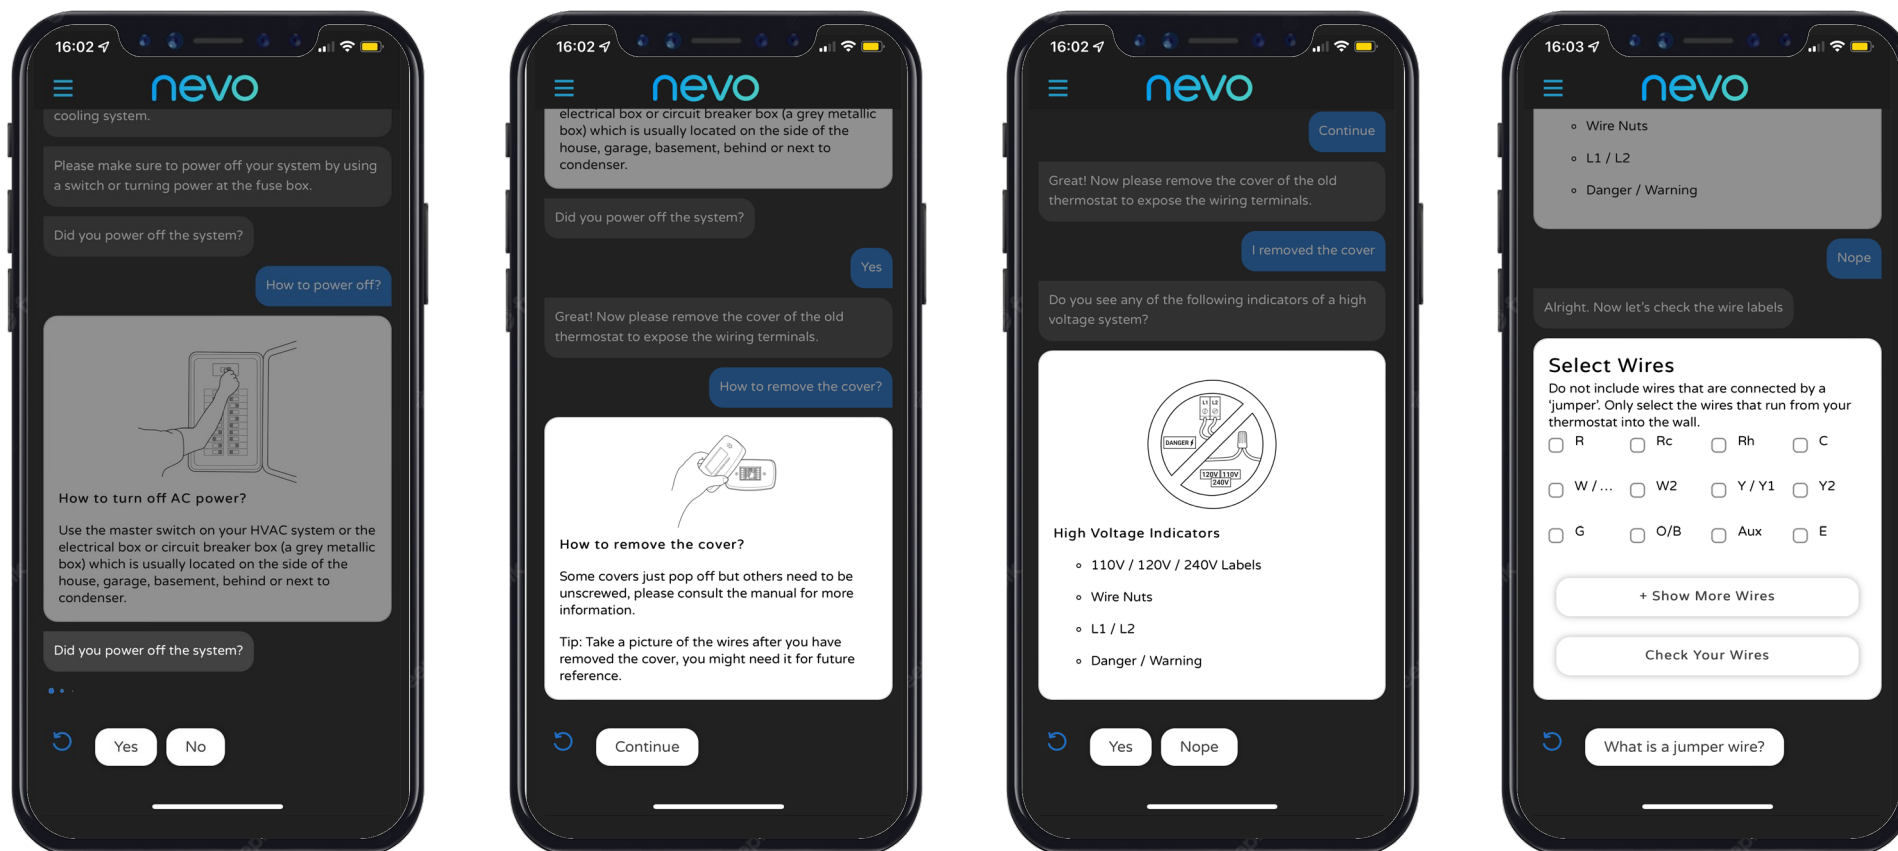 16:02
nevo
cooling system.
Please make sure to power off your system by using
a switch or turning power at the fuse box.
Did you power off the system?
How to power off?
How to turn off AC power?
Use the master switch on your HVAC system or the
electrical box or circuit breaker box (a grey metallic
box) which is usually located on the side of the
house, garage, basement, behind or next to
condenser.
Did you power off the system?
Yes
No
16:02
nevo
electrical box or circuit breaker box (a grey metallic
box) which is usually located on the side of the
house, garage, basement, behind or next to
condenser.
Did you power off the system?
Yes
Great! Now please remove the cover of the old
thermostat to expose the wiring terminals.
How to remove the cover?
How to remove the cover?
Some covers just pop off but others need to be
unscrewed, please consult the manual for more
information.
Tip: Take a picture of the wires after you have
removed the cover, you might need it for future
reference.
Continue
16:02
nevo
Continue
Great! Now please remove the cover of the old
thermostat to expose the wiring terminals.
I removed the cover
Do you see any of the following indicators of a high
voltage system?
L1 L2
DANGER
120V 110V
240V
High Voltage Indicators
110V / 120V / 240V Labels
Wire Nuts
L1 / L2
Danger / Warning
Yes
Nope
16:03
nevo
Wire Nuts
L1 / L2
Danger / Warning
Nope
Alright. Now let's check the wire labels
Select Wires
Do not include wires that are connected by a
'jumper'. Only select the wires that run from your
thermostat into the wall.
R Rc Rh C
W / ... W2 Y / Y1 Y2
G O/B Aux E
+ Show More Wires
Check Your Wires
What is a jumper wire?